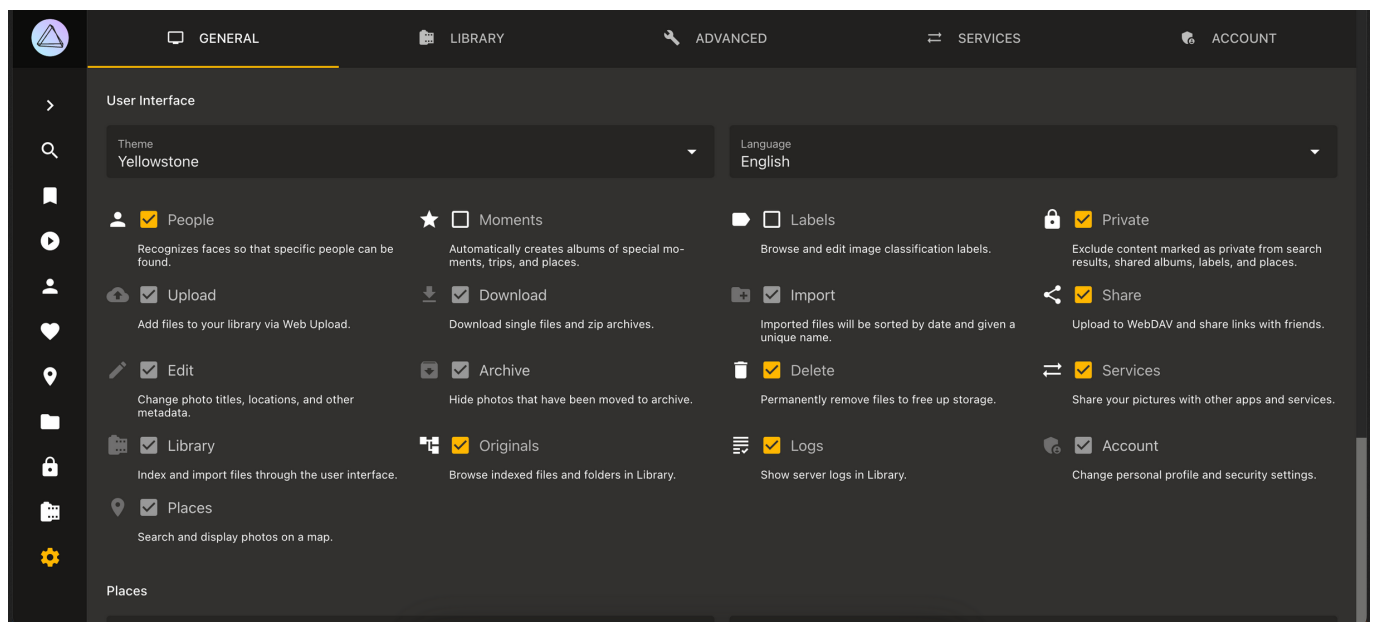 GENERAL
LIBRARY
ADVANCED
SERVICES
ACCOUNT
User Interface
Theme
Yellowstone
Language
English
People
Recognizes faces so that specific people can be
found.
Moments
Automatically creates albums of special mo-
ments, trips, and places.
Labels
Browse and edit image classification labels.
Private
Exclude content marked as private from search
results, shared albums, labels, and places.
Upload
Add files to your library via Web Upload.
Download
Download single files and zip archives.
Import
Imported files will be sorted by date and given a
unique name.
Share
Upload to WebDAV and share links with friends.
Edit
Change photo titles, locations, and other
metadata.
Archive
Hide photos that have been moved to archive.
Delete
Permanently remove files to free up storage.
Services
Share your pictures with other apps and services.
Library
Index and import files through the user interface.
Originals
Browse indexed files and folders in Library.
Logs
Show server logs in Library.
Account
Change personal profile and security settings.
Places
Search and display photos on a map.
Places